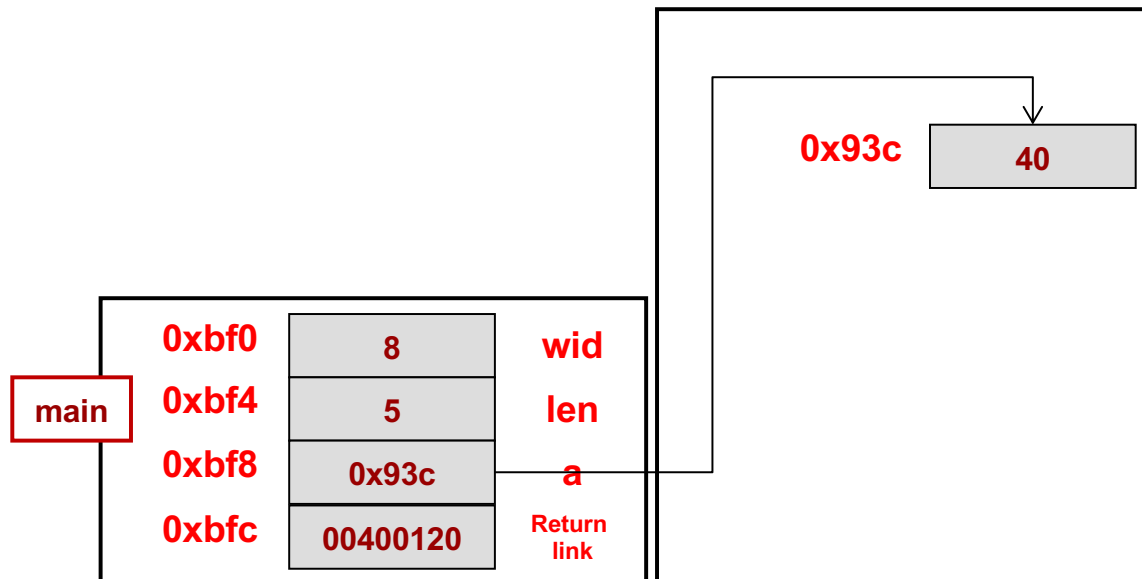 0x93c 40
0xbf0 8 wid
main 0xbf4 5 len
0xbf8 0x93c a
0xbfc 00400120 Return
link